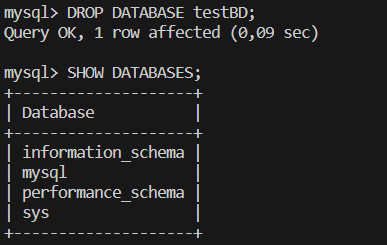 mysql> DROP DATABASE testBD;
Query OK, 1 row affected (0,09 sec)
mysql> SHOW DATABASES;
+--------------------+
| Database           |
+--------------------+
| information_schema |
| mysql              |
| performance_schema |
| sys                |
+--------------------+